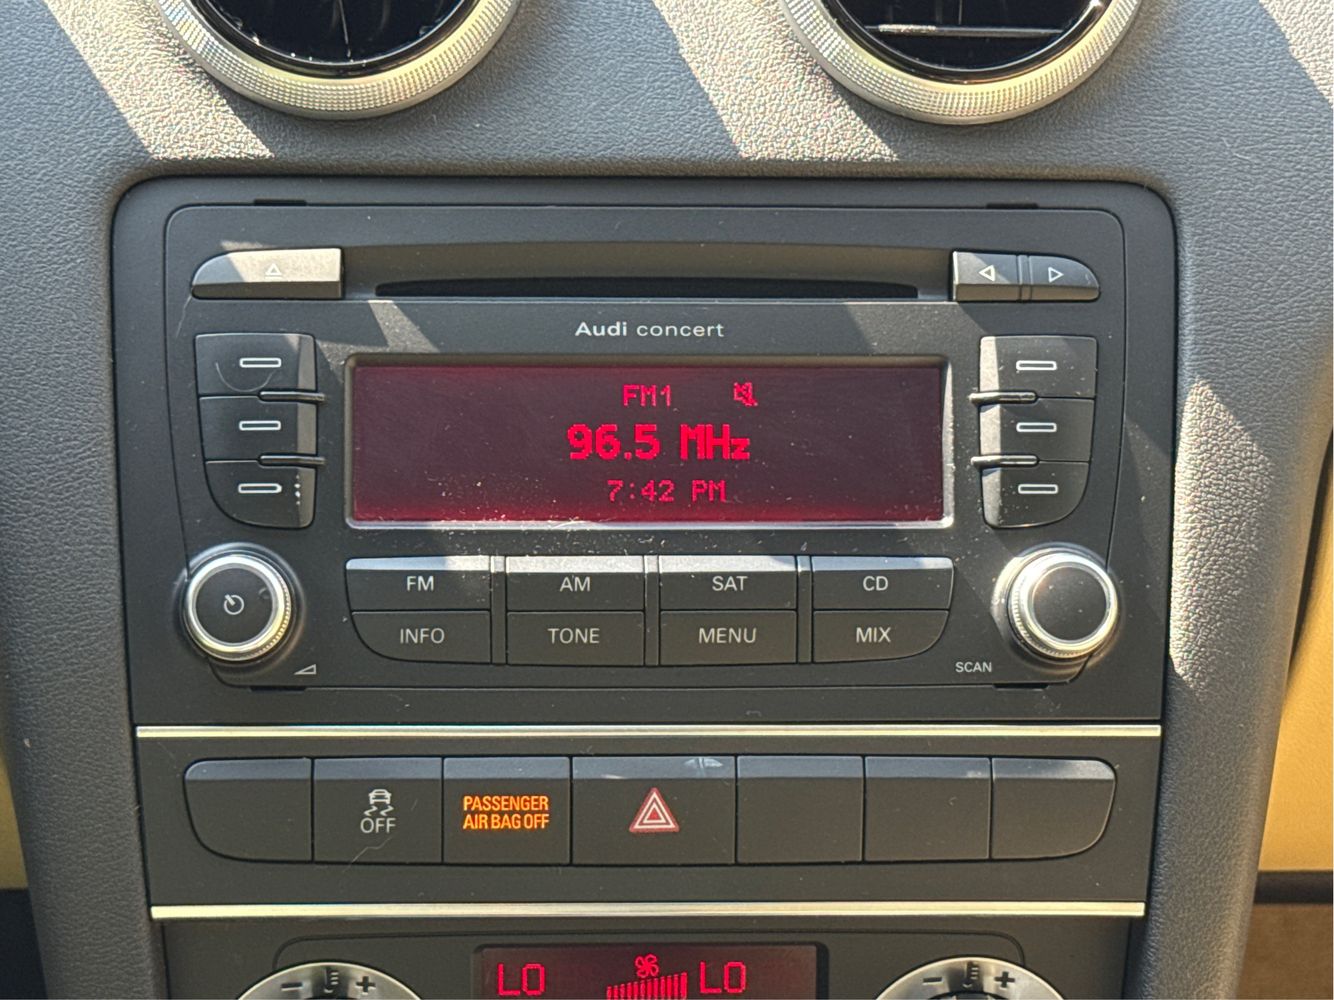 Audi concert
FM1
96.5 MHz
7:42 PM
FM AM SAT CD
INFO TONE MENU MIX
SCAN
OFF
PASSENGER
AIR BAG OFF
LO LO
- + - +